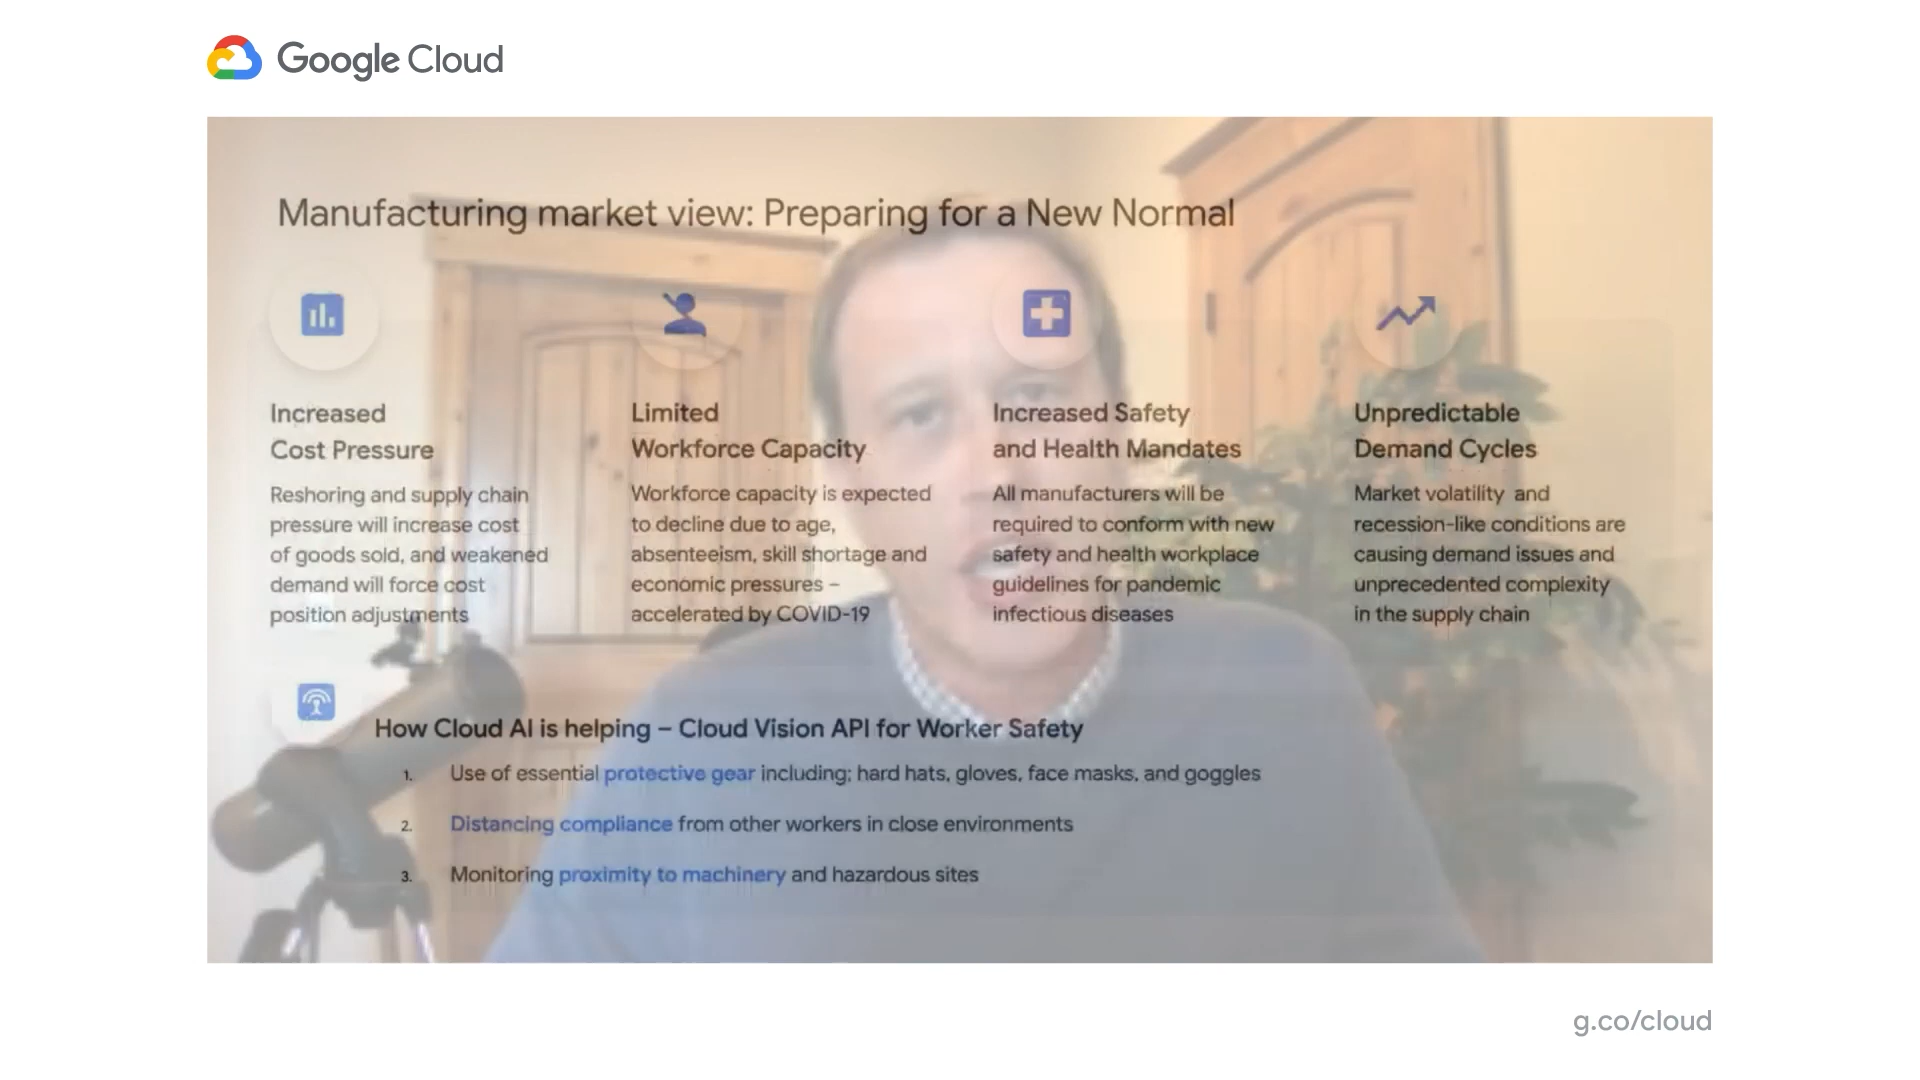 Google Cloud
Manufacturing market view: Preparing for a New Normal
Increased
Cost Pressure
Reshoring and supply chain
pressure will increase cost
of goods sold, and weakened
demand will force cost
position adjustments
Limited
Workforce Capacity
Workforce capacity is expected
to decline due to age,
absenteeism, skill shortage and
economic pressures –
accelerated by COVID-19
Increased Safety
and Health Mandates
All manufacturers will be
required to conform with new
safety and health workplace
guidelines for pandemic
infectious diseases
Unpredictable
Demand Cycles
Market volatility and
recession-like conditions are
causing demand issues and
unprecedented complexity
in the supply chain
How Cloud AI is helping – Cloud Vision API for Worker Safety
1. Use of essential protective gear including; hard hats, gloves, face masks, and goggles
2. Distancing compliance from other workers in close environments
3. Monitoring proximity to machinery and hazardous sites
g.co/cloud